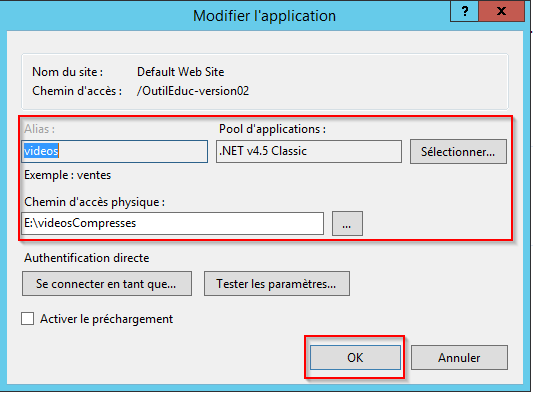 Modifier l'application
? x
Nom du site : Default Web Site
Chemin d'accès : /OutilEduc-version02
Alias : Pool d'applications :
videos .NET v4.5 Classic Sélectionner...
Exemple : ventes
Chemin d'accès physique :
E:\videosCompresses ...
Authentification directe
Se connecter en tant que... Tester les paramètres...
Activer le préchargement
OK Annuler